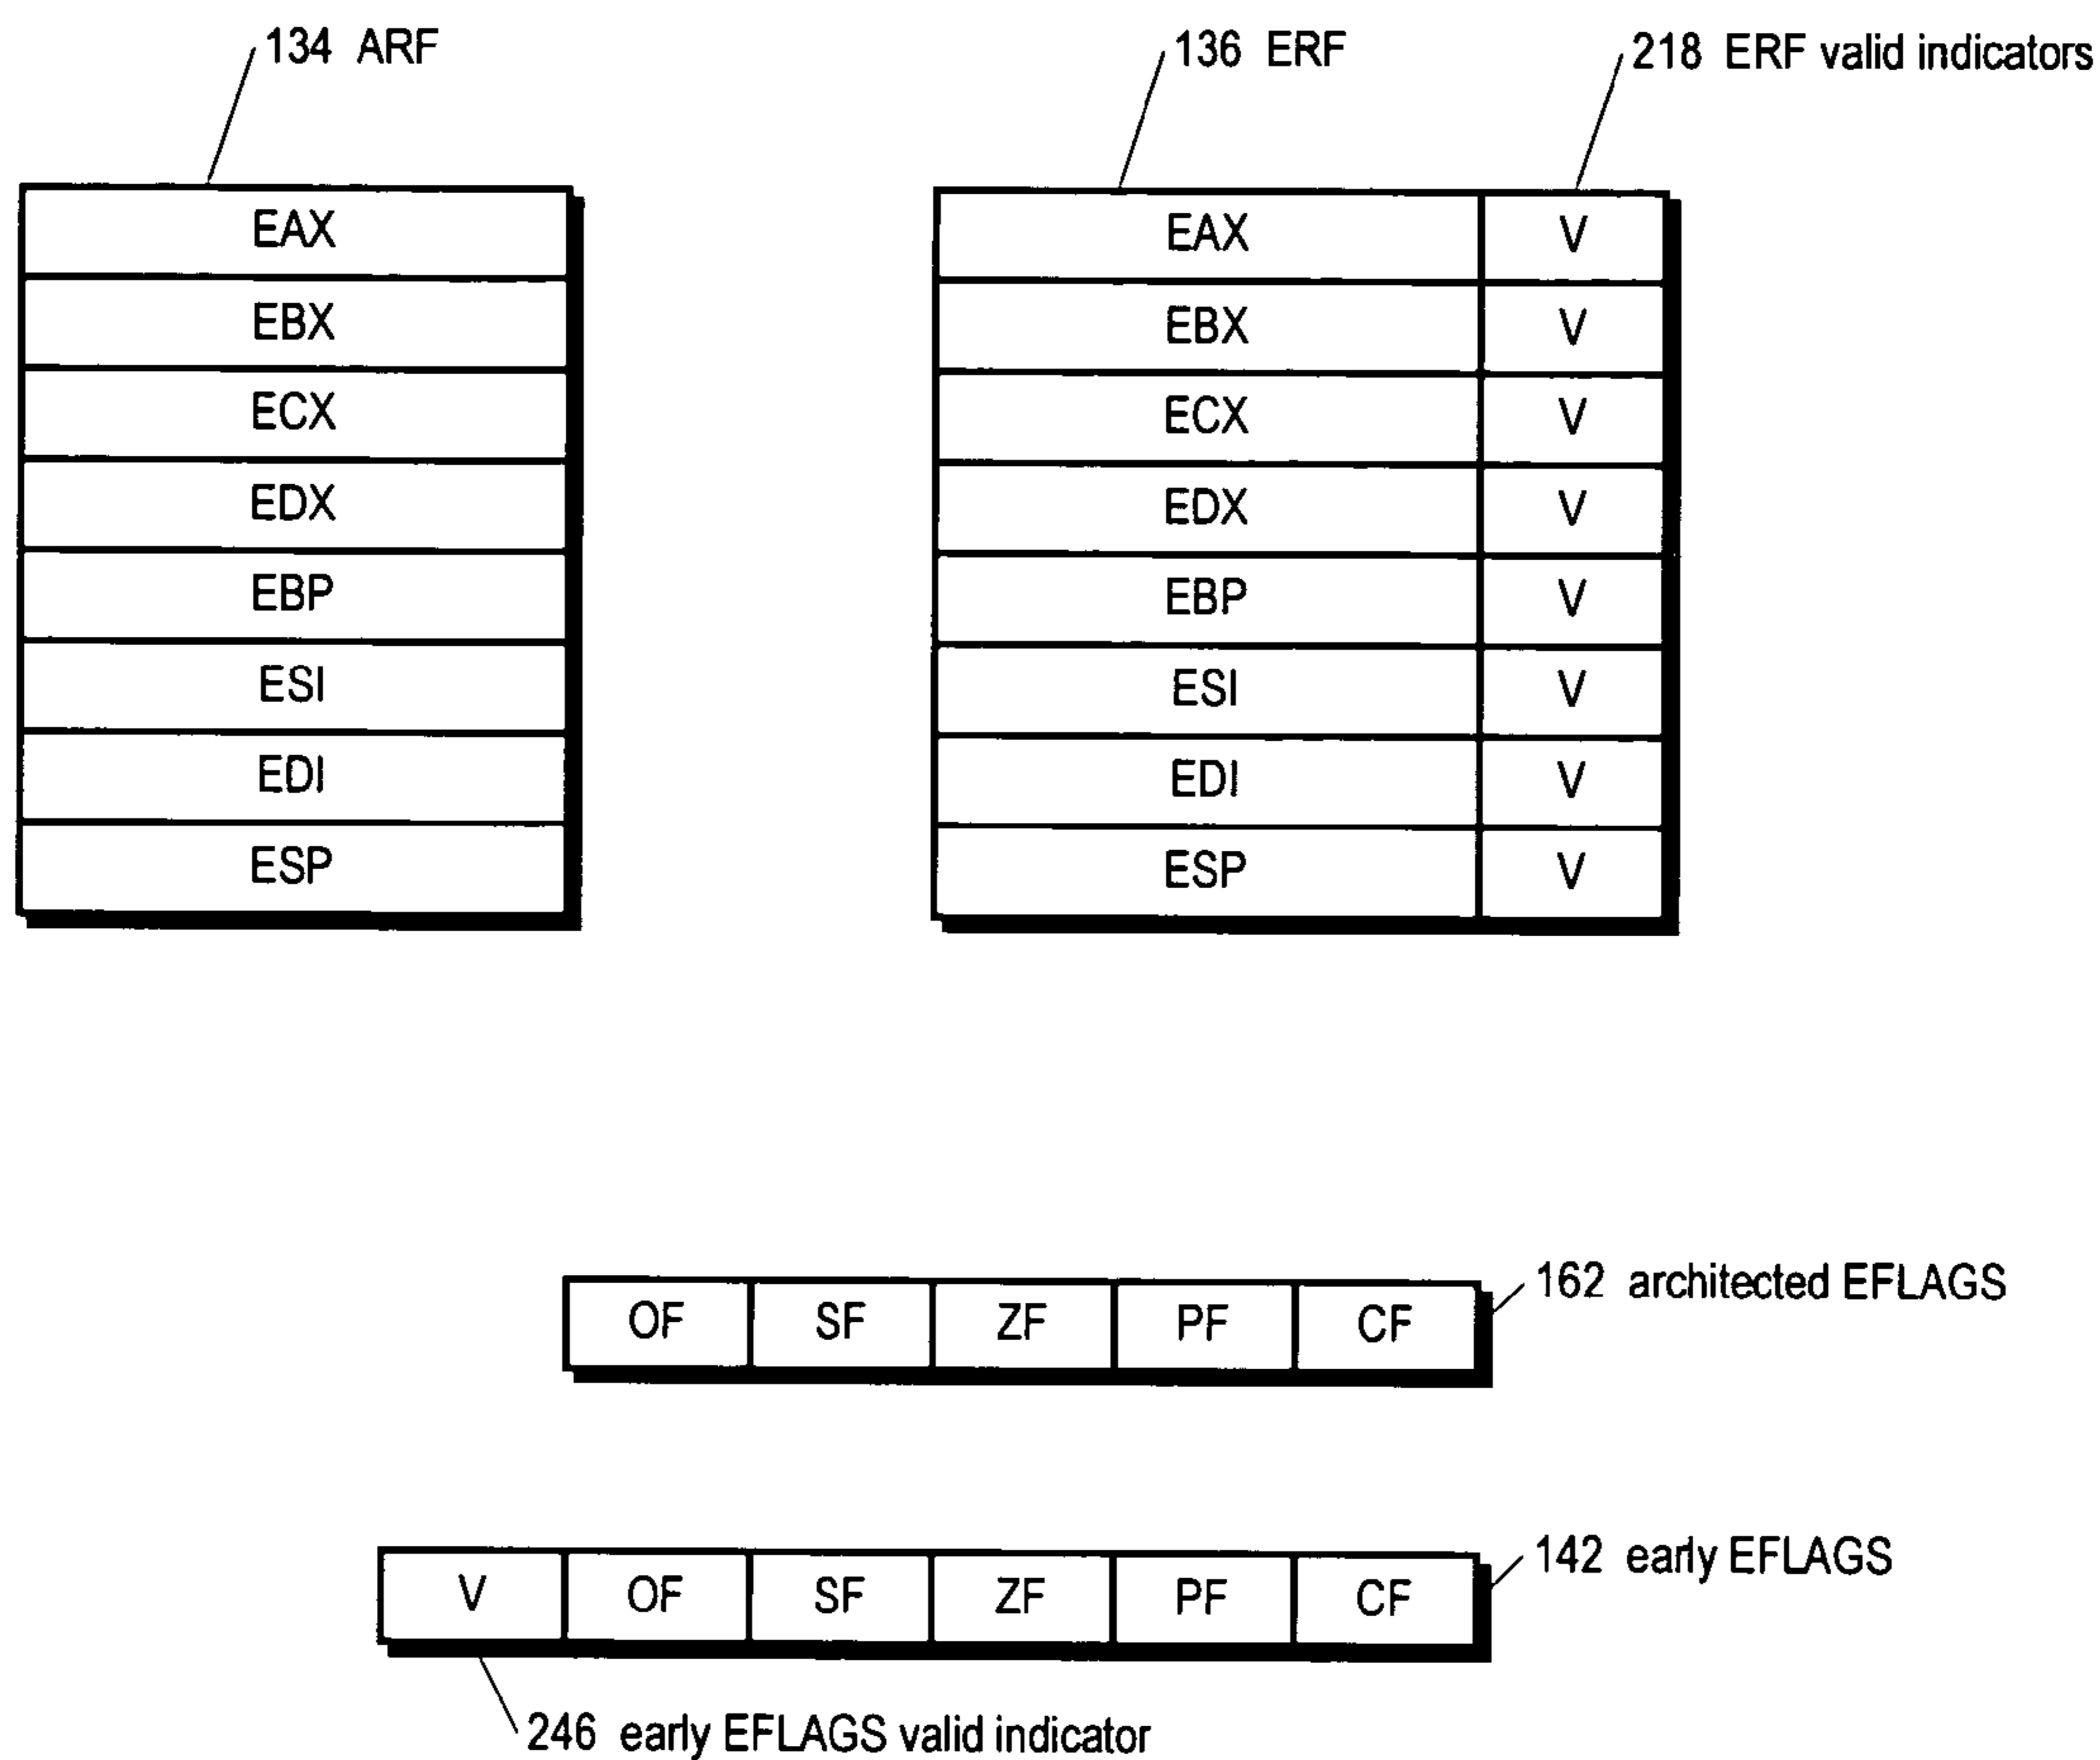 134 ARF
136 ERF
218 ERF valid indicators
EAX
EBX
ECX
EDX
EBP
ESI
EDI
ESP
EAX V
EBX V
ECX V
EDX V
EBP V
ESI V
EDI V
ESP V
162 architected EFLAGS
OF SF ZF PF CF
142 early EFLAGS
V OF SF ZF PF CF
246 early EFLAGS valid indicator